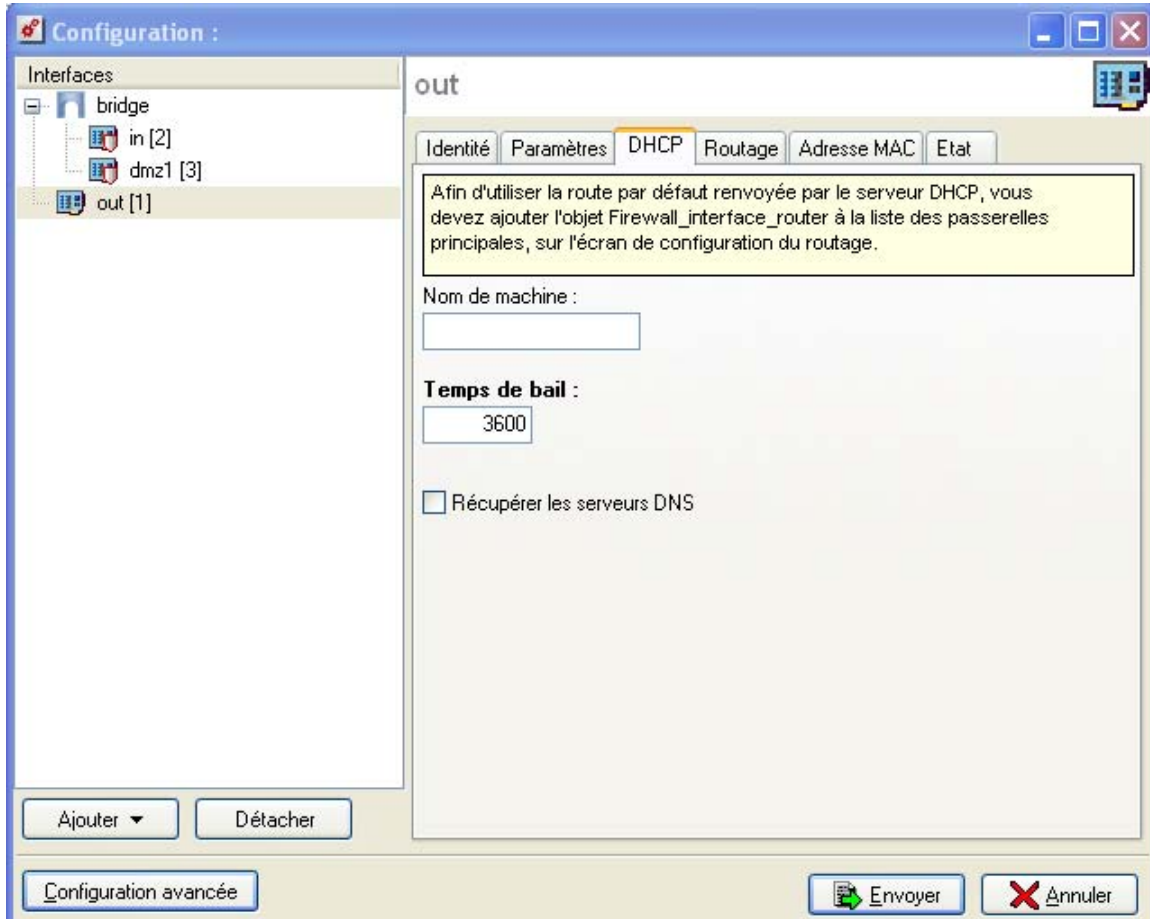 Configuration :
Interfaces
bridge
in [2]
dmz1 [3]
out [1]
Ajouter
Détacher
out
Identité Paramètres DHCP Routage Adresse MAC Etat
Afin d'utiliser la route par défaut renvoyée par le serveur DHCP, vous
devez ajouter l'objet Firewall_interface_router à la liste des passerelles
principales, sur l'écran de configuration du routage.
Nom de machine :
Temps de bail :
3600
Récupérer les serveurs DNS
Configuration avancée
Envoyer
Annuler